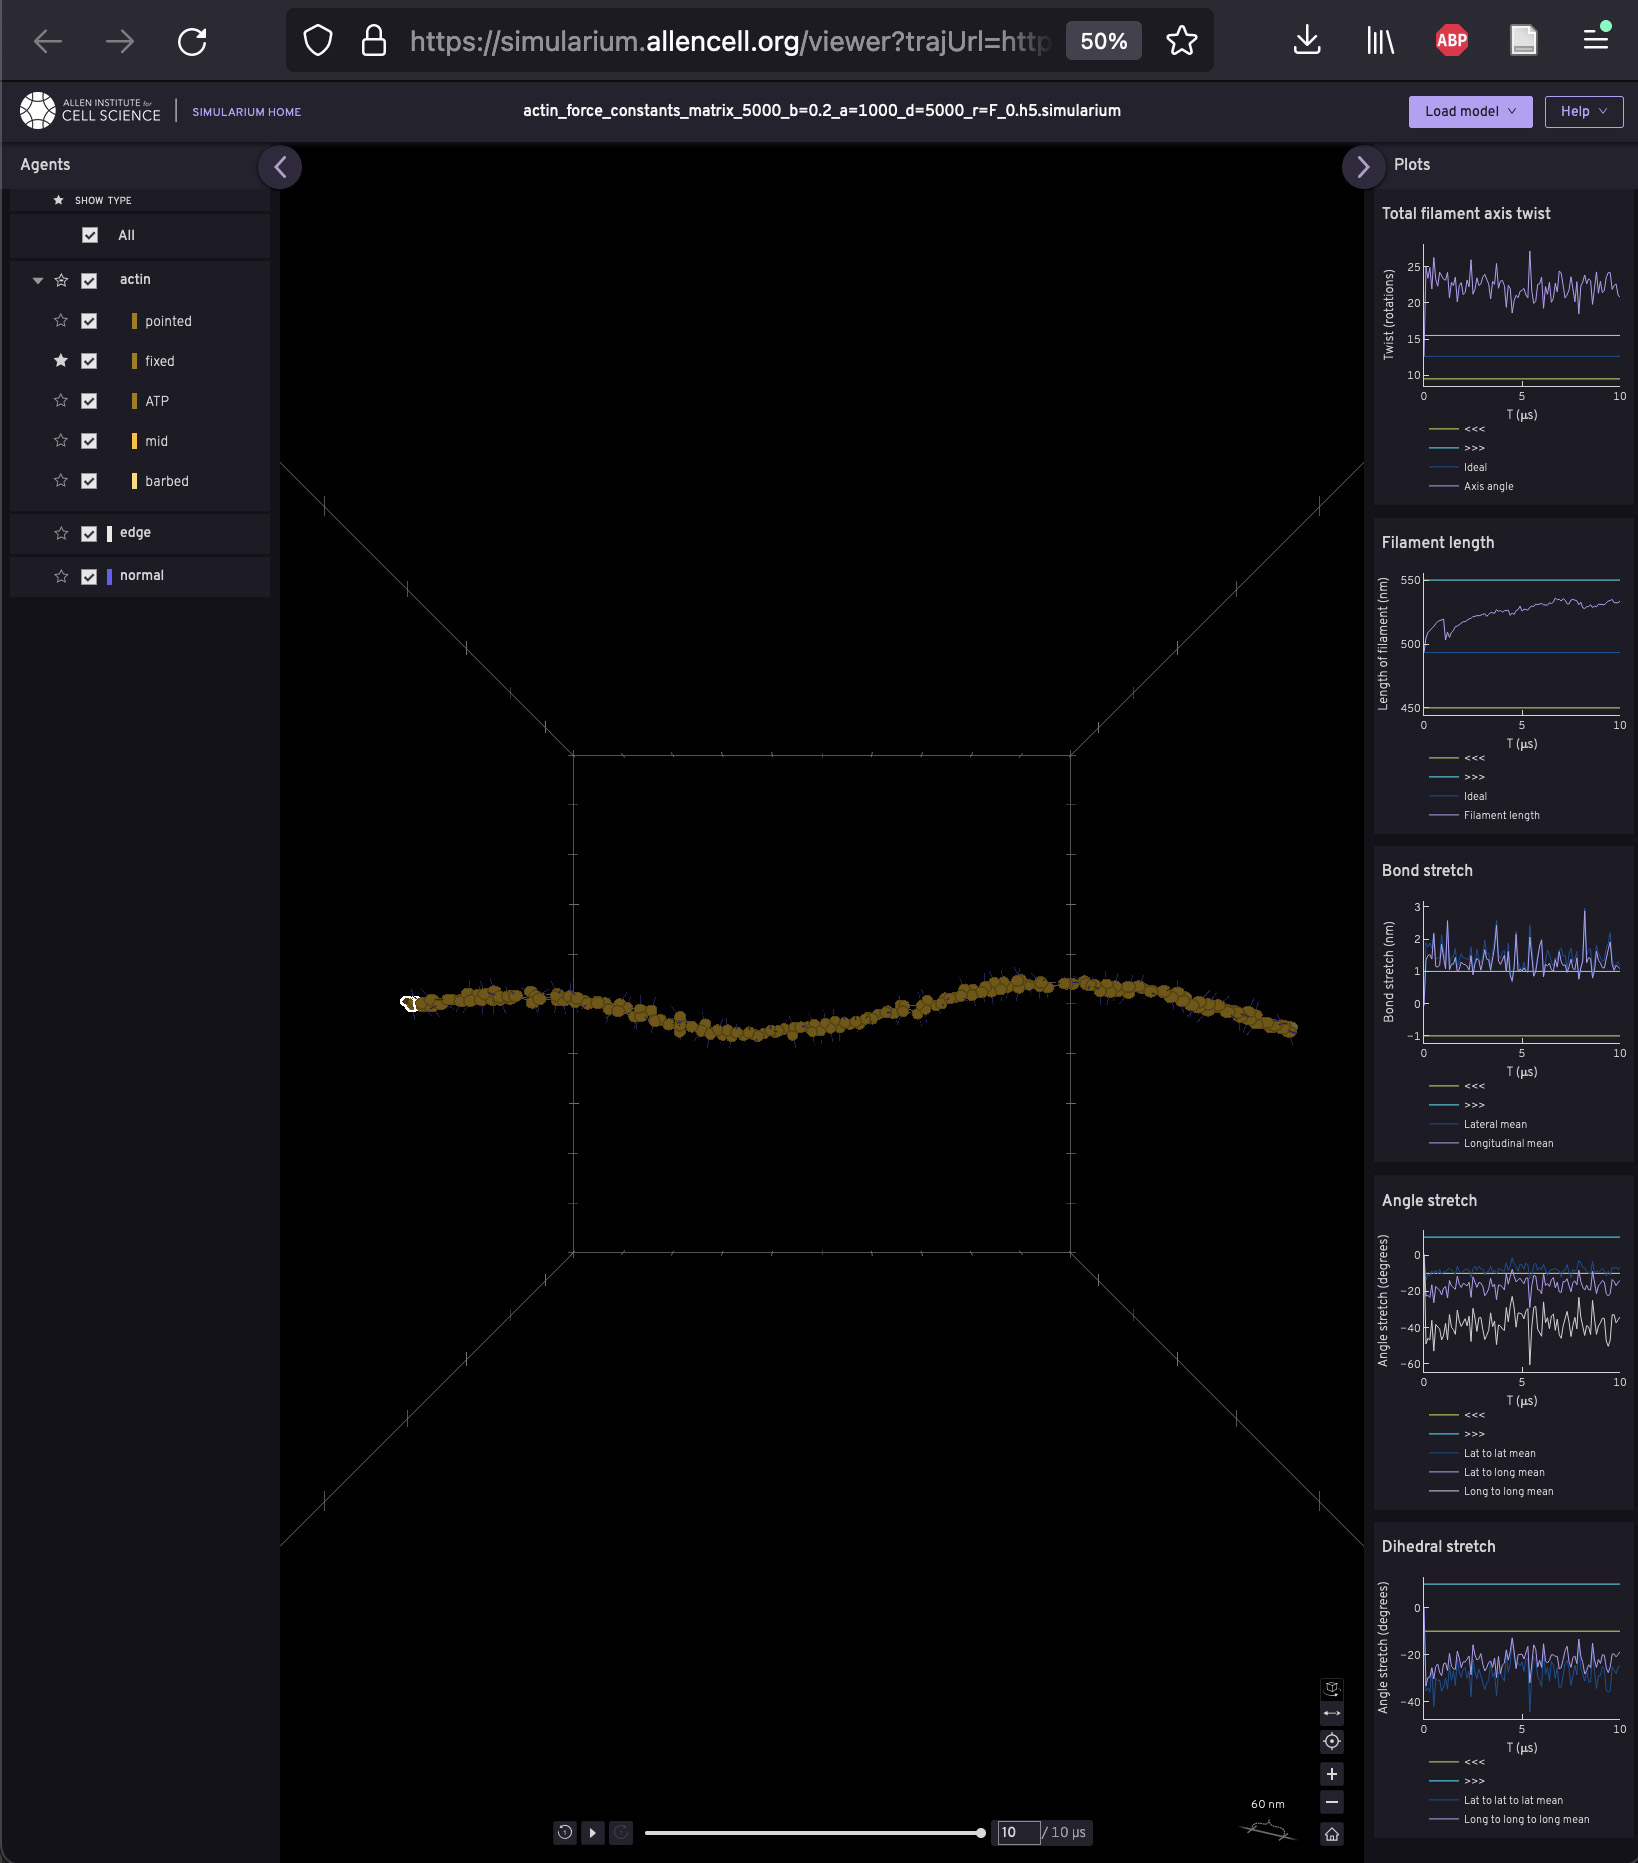 https://simularium.allencell.org/viewer?trajUrl=http
50%
ABP
ALLEN INSTITUTE for
CELL SCIENCE
SIMULARIUM HOME
actin_force_constants_matrix_5000_b=0.2_a=1000_d=5000_r=F_0.h5.simularium
Load model
Help
Agents
SHOW TYPE
All
actin
pointed
fixed
ATP
mid
barbed
edge
normal
60 nm
10 / 10 μs
Plots
Total filament axis twist
Twist (rotations)
25
20
15
10
0 5 10
T (μs)
<<<
>>>
Ideal
Axis angle
Filament length
Length of filament (nm)
550
500
450
0 5 10
T (μs)
<<<
>>>
Ideal
Filament length
Bond stretch
Bond stretch (nm)
3
2
1
0
−1
0 5 10
T (μs)
<<<
>>>
Lateral mean
Longitudinal mean
Angle stretch
Angle stretch (degrees)
0
−20
−40
−60
0 5 10
T (μs)
<<<
>>>
Lat to lat mean
Lat to long mean
Long to long mean
Dihedral stretch
Angle stretch (degrees)
0
−20
−40
0 5 10
T (μs)
<<<
>>>
Lat to lat to lat mean
Long to long to long mean